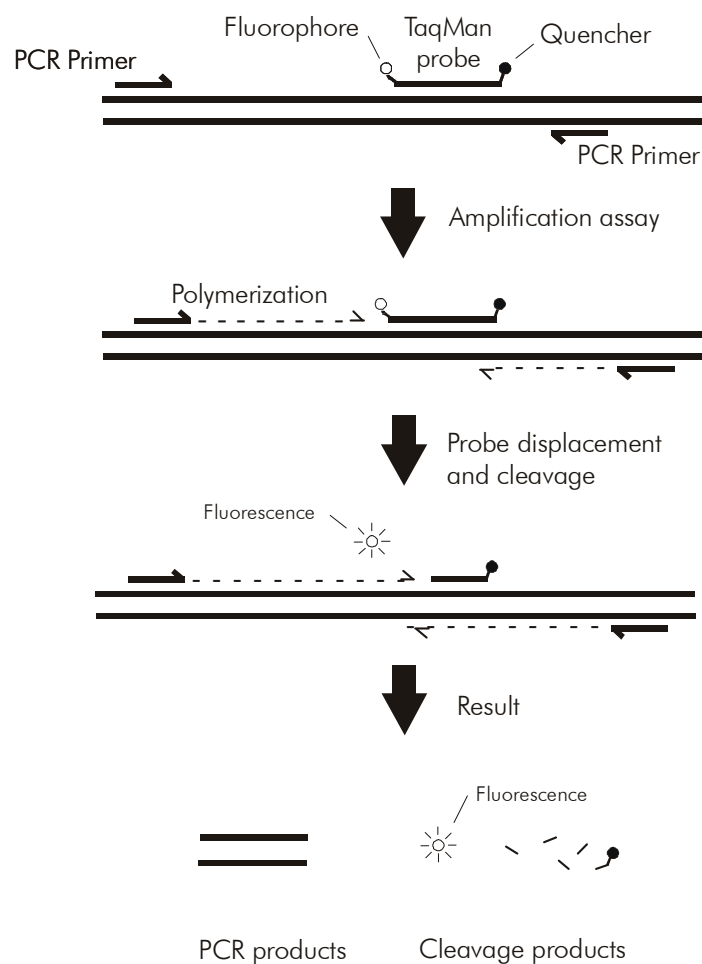 Fluorophore
TaqMan
probe
Quencher
PCR Primer
PCR Primer
Amplification assay
Polymerization
Probe displacement
and cleavage
Fluorescence
Result
Fluorescence
PCR products
Cleavage products